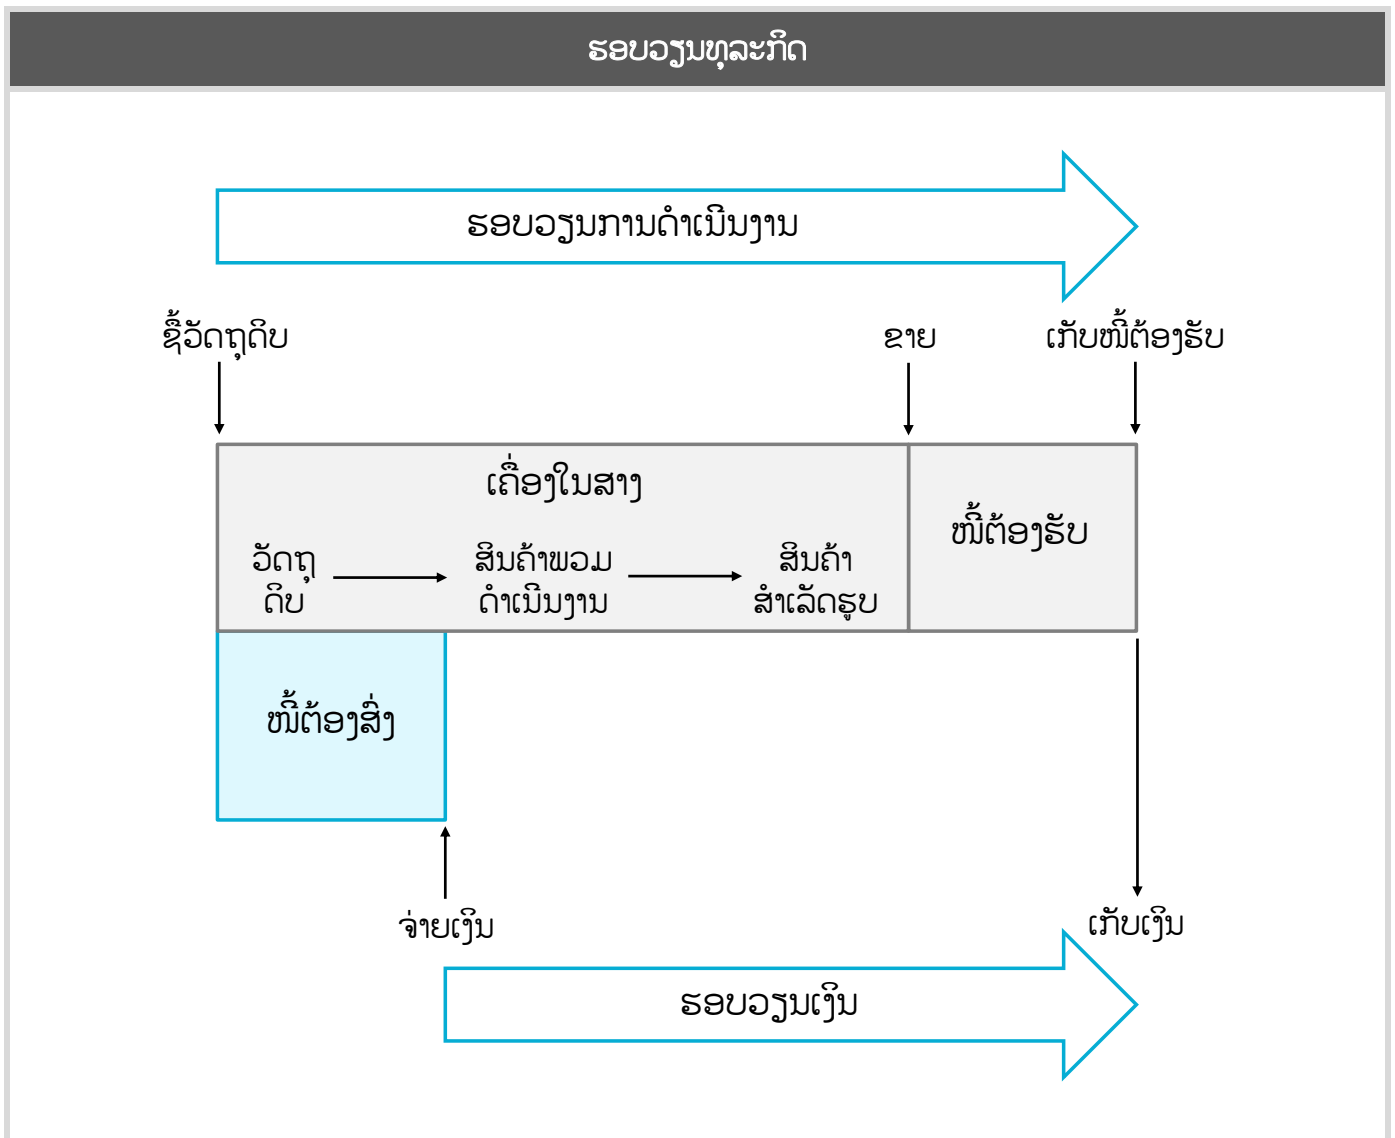 ຮອບວຽນທຸລະກິດ
ຮອບວຽນການດຳເນີນງານ
ຊື້ວັດຖຸດິບ
ຂາຍ
ເກັບໜີ້ຕ້ອງຮັບ
ເຄື່ອງໃນສາງ
ໜີ້ຕ້ອງຮັບ
ວັດຖຸ
ດິບ
ສິນຄ້າພວມ
ດຳເນີນງານ
ສິນຄ້າ
ສຳເລັດຮູບ
ໜີ້ຕ້ອງສົ່ງ
ຈ່າຍເງິນ
ເກັບເງິນ
ຮອບວຽນເງິນ